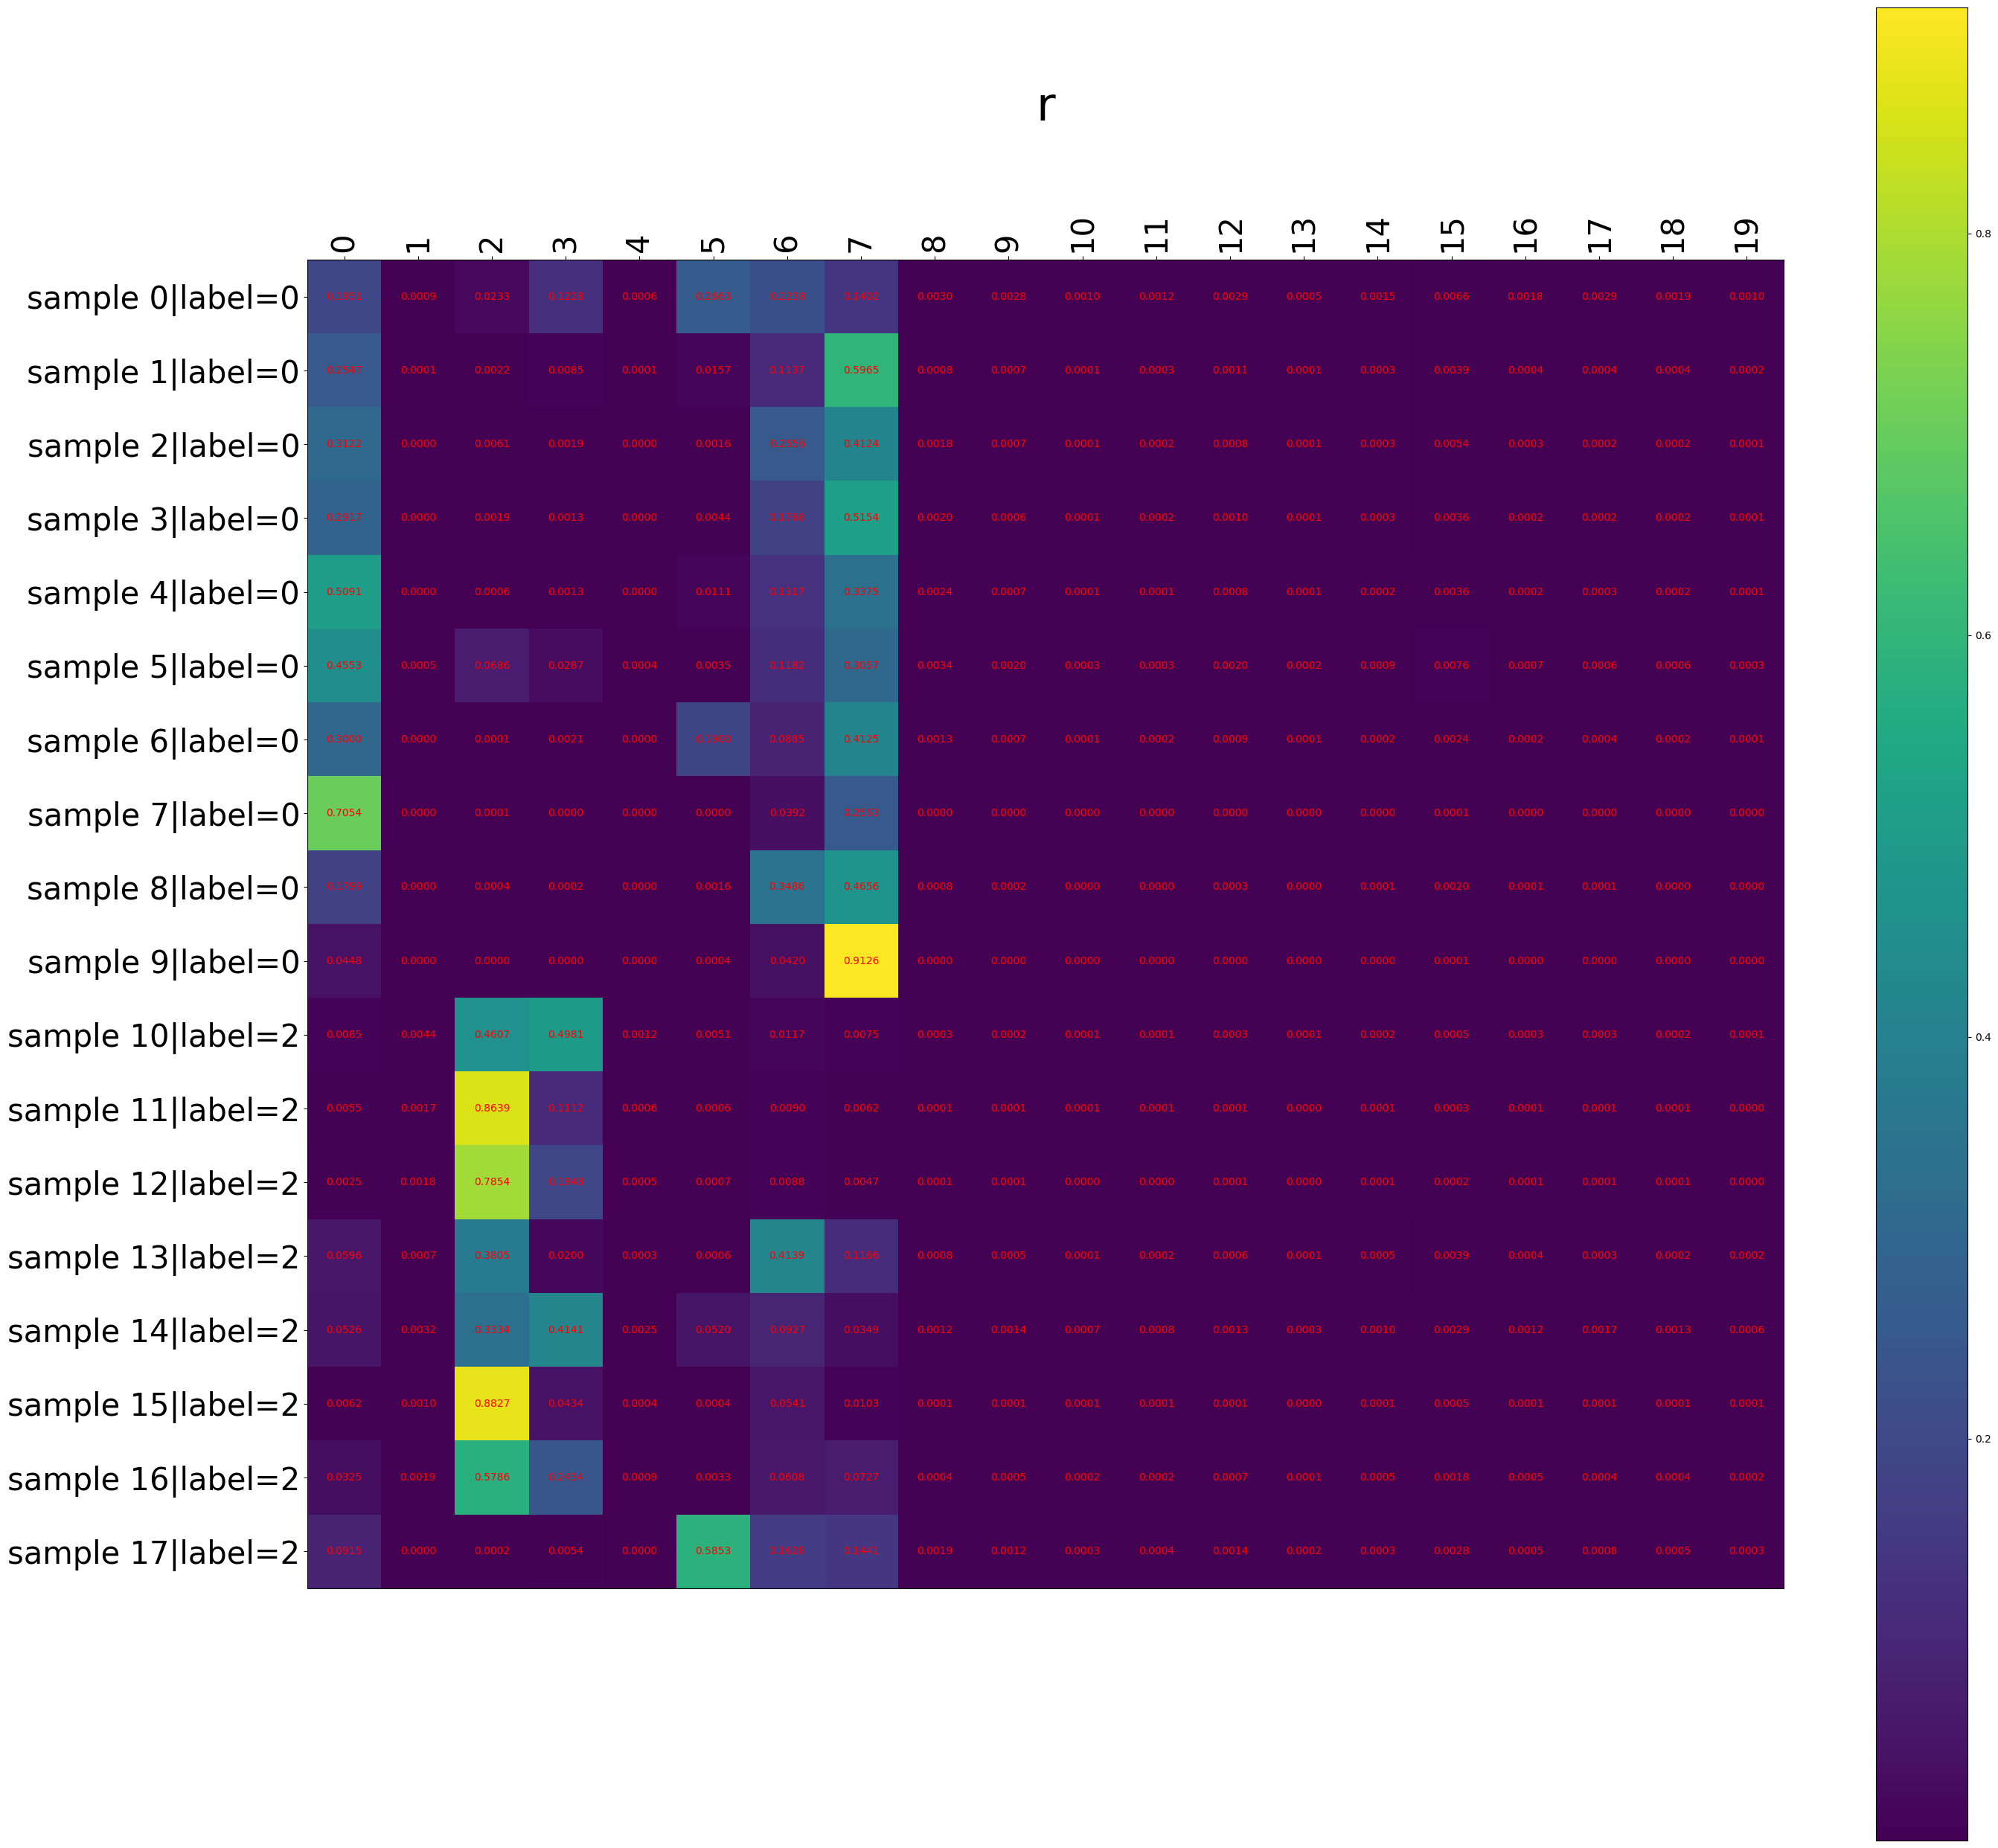 r
0 1 2 3 4 5 6 7 8 9 10 11 12 13 14 15 16 17 18 19
sample 0|label=0 0.0009 0.0233 0.1228 0.0006 0.0030 0.0028 0.0010 0.0012 0.0029 0.0005 0.0015 0.0066 0.0018 0.0029 0.0019 0.0010
sample 1|label=0 0.0001 0.0022 0.0085 0.0001 0.0157 0.1137 0.5965 0.0008 0.0007 0.0001 0.0003 0.0011 0.0001 0.0003 0.0039 0.0004 0.0004 0.0004 0.0002
sample 2|label=0 0.3122 0.0000 0.0061 0.0019 0.0000 0.0016 0.4124 0.0018 0.0007 0.0001 0.0002 0.0008 0.0001 0.0003 0.0054 0.0003 0.0002 0.0002 0.0001
sample 3|label=0 0.2917 0.0000 0.0019 0.0013 0.0000 0.0044 0.5154 0.0020 0.0006 0.0001 0.0002 0.0010 0.0001 0.0003 0.0036 0.0002 0.0002 0.0002 0.0001
sample 4|label=0 0.5091 0.0000 0.0006 0.0013 0.0000 0.0111 0.1317 0.3375 0.0024 0.0007 0.0001 0.0001 0.0008 0.0001 0.0002 0.0036 0.0002 0.0003 0.0002 0.0001
sample 5|label=0 0.4553 0.0005 0.0686 0.0287 0.0004 0.0035 0.1182 0.3057 0.0034 0.0020 0.0003 0.0003 0.0020 0.0002 0.0009 0.0076 0.0007 0.0006 0.0006 0.0003
sample 6|label=0 0.3000 0.0000 0.0001 0.0021 0.0000 0.0885 0.4125 0.0013 0.0007 0.0001 0.0002 0.0009 0.0001 0.0002 0.0024 0.0002 0.0004 0.0002 0.0001
sample 7|label=0 0.7054 0.0000 0.0001 0.0000 0.0000 0.0000 0.0392 0.0000 0.0000 0.0000 0.0000 0.0000 0.0000 0.0000 0.0001 0.0000 0.0000 0.0000 0.0000
sample 8|label=0 0.0000 0.0004 0.0002 0.0000 0.0016 0.3486 0.4656 0.0008 0.0002 0.0000 0.0000 0.0003 0.0000 0.0001 0.0020 0.0001 0.0001 0.0000 0.0000
sample 9|label=0 0.0448 0.0000 0.0000 0.0000 0.0000 0.0004 0.0420 0.9126 0.0000 0.0000 0.0000 0.0000 0.0000 0.0000 0.0000 0.0001 0.0000 0.0000 0.0000 0.0000
sample 10|label=2 0.0085 0.0044 0.4607 0.4981 0.0012 0.0051 0.0117 0.0075 0.0003 0.0002 0.0001 0.0001 0.0003 0.0001 0.0002 0.0005 0.0003 0.0003 0.0002 0.0001
sample 11|label=2 0.0055 0.0017 0.8639 0.1112 0.0006 0.0006 0.0090 0.0062 0.0001 0.0001 0.0001 0.0001 0.0001 0.0000 0.0001 0.0003 0.0001 0.0001 0.0001 0.0000
sample 12|label=2 0.0025 0.0018 0.7854 0.0005 0.0007 0.0088 0.0047 0.0001 0.0001 0.0000 0.0000 0.0001 0.0000 0.0001 0.0002 0.0001 0.0001 0.0001 0.0000
sample 13|label=2 0.0596 0.0007 0.3805 0.0200 0.0003 0.0006 0.4139 0.1166 0.0008 0.0005 0.0001 0.0002 0.0006 0.0001 0.0005 0.0039 0.0004 0.0003 0.0002 0.0002
sample 14|label=2 0.0526 0.0032 0.3334 0.4141 0.0025 0.0520 0.0927 0.0349 0.0012 0.0014 0.0007 0.0008 0.0013 0.0003 0.0010 0.0029 0.0012 0.0017 0.0013 0.0006
sample 15|label=2 0.0062 0.0010 0.8827 0.0434 0.0004 0.0004 0.0541 0.0103 0.0001 0.0001 0.0001 0.0001 0.0001 0.0000 0.0001 0.0005 0.0001 0.0001 0.0001 0.0001
sample 16|label=2 0.0325 0.0019 0.5786 0.0009 0.0033 0.0608 0.0727 0.0004 0.0005 0.0002 0.0002 0.0007 0.0001 0.0005 0.0018 0.0005 0.0004 0.0004 0.0002
sample 17|label=2 0.0915 0.0000 0.0002 0.0054 0.0000 0.5853 0.0019 0.0012 0.0003 0.0004 0.0014 0.0002 0.0003 0.0028 0.0005 0.0008 0.0005 0.0003
0.8
0.6
0.4
0.2